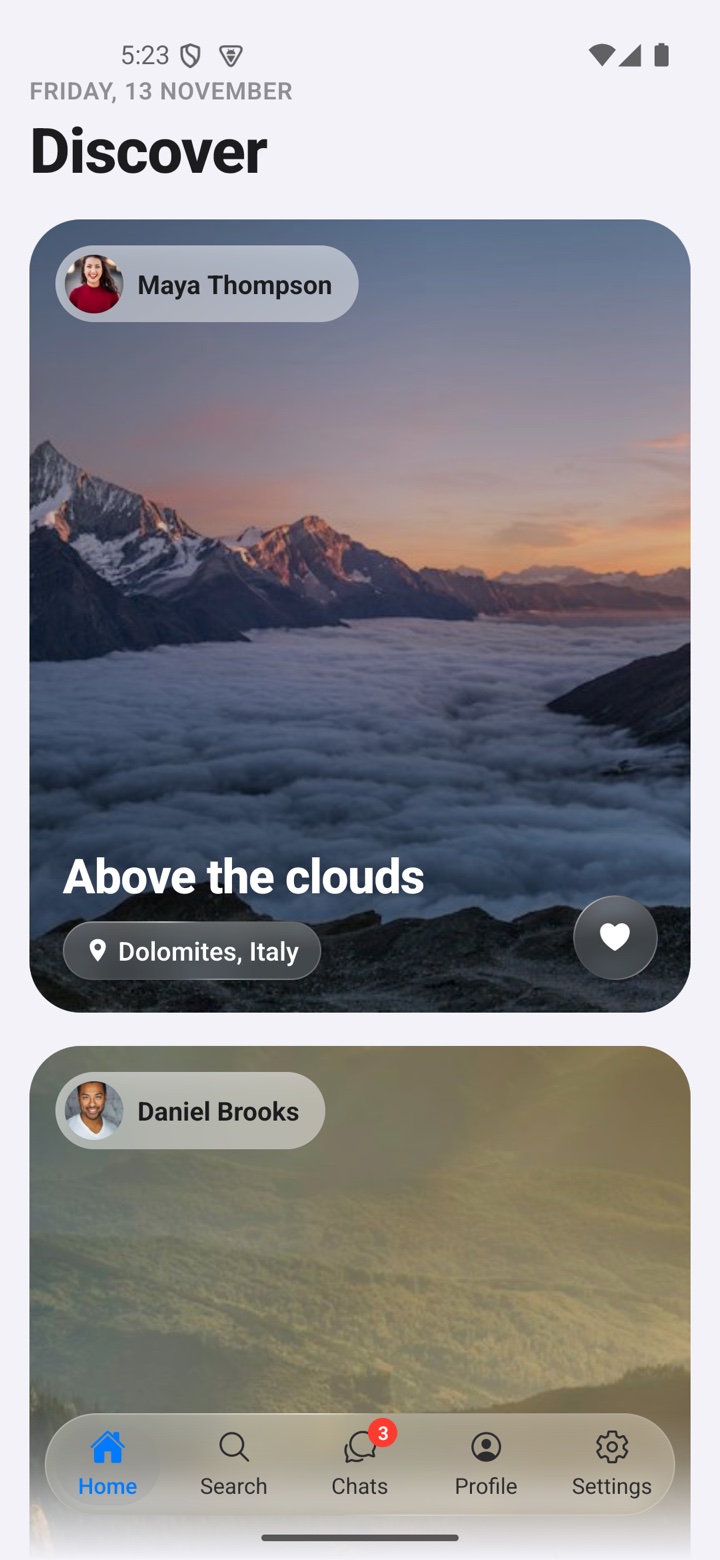 5:23
FRIDAY, 13 NOVEMBER
Discover
Maya Thompson
Above the clouds
Dolomites, Italy
Daniel Brooks
3
Home Search Chats Profile Settings